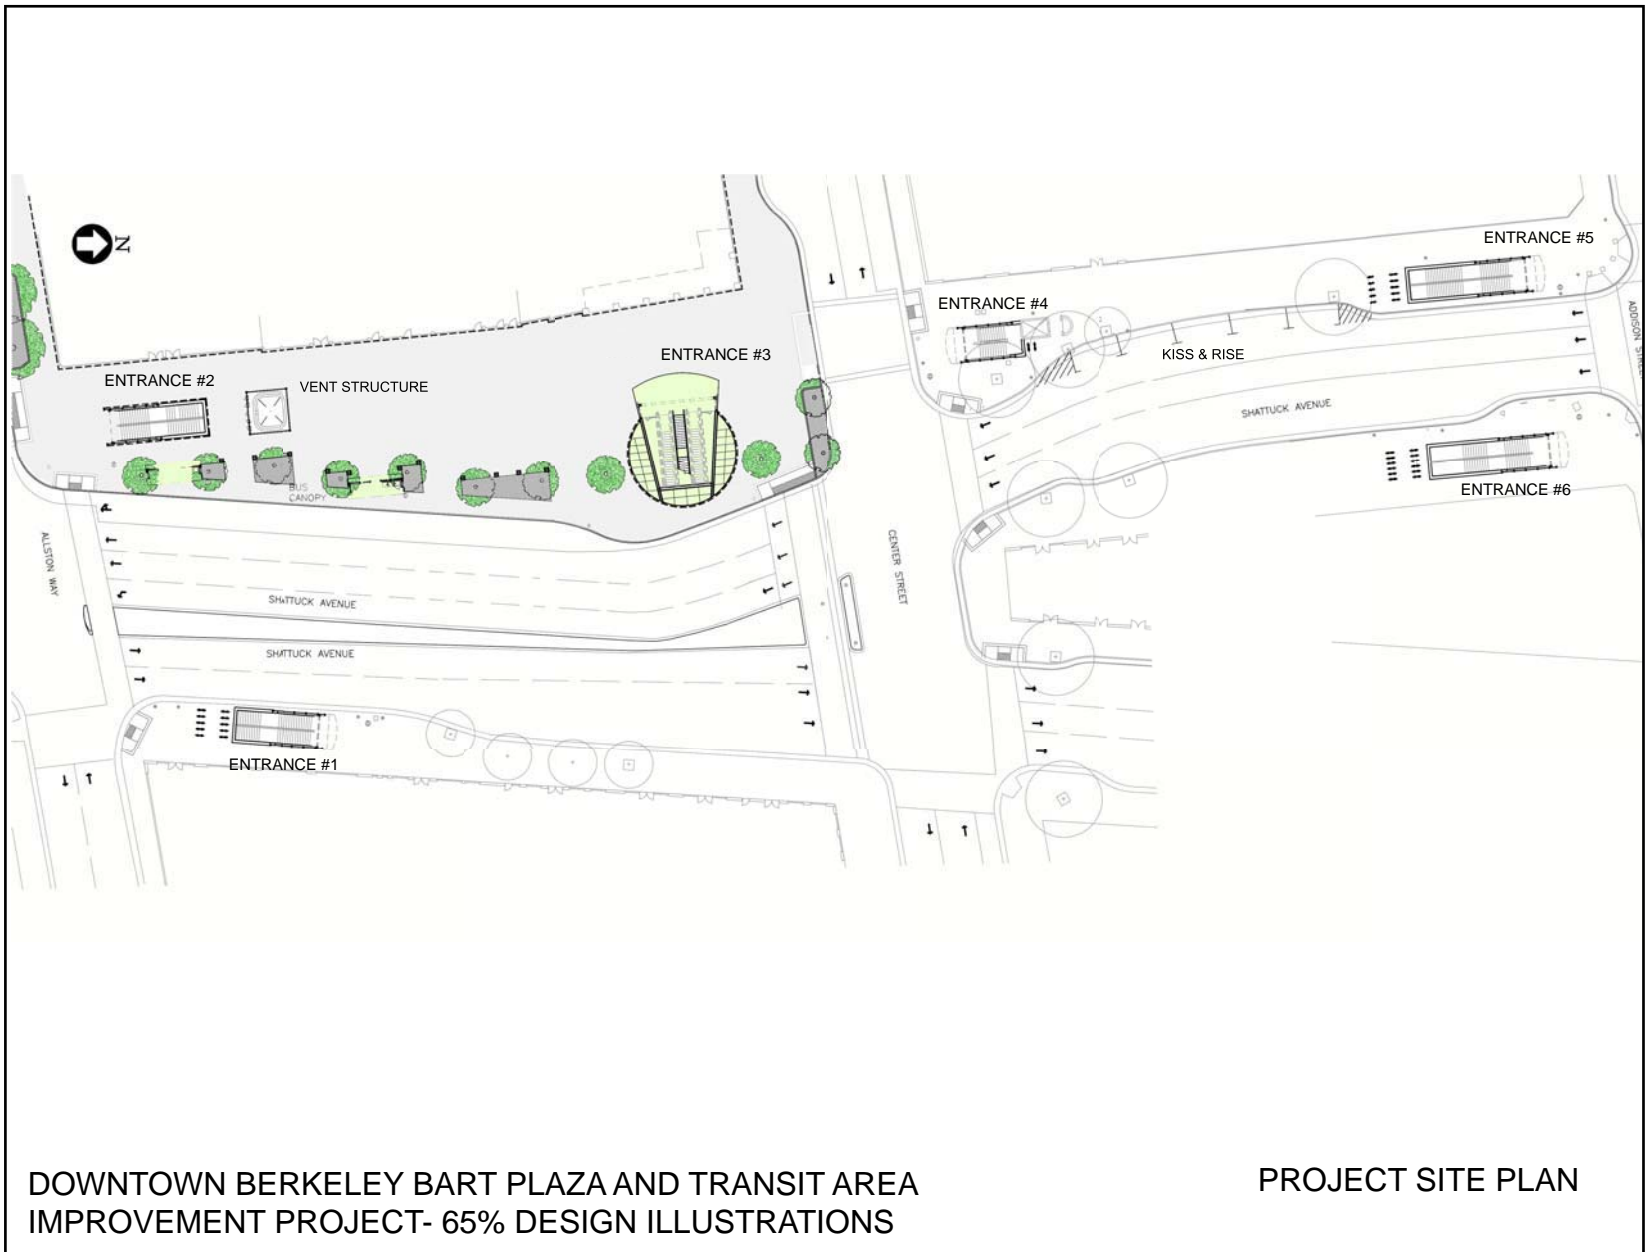 N
ENTRANCE #5
ENTRANCE #4
ADDISON STREET
ENTRANCE #3
KISS & RISE
ENTRANCE #2
VENT STRUCTURE
SHATTUCK AVENUE
BUS
CANOPY
ENTRANCE #6
ALLSTON WAY
CENTER STREET
SHATTUCK AVENUE
SHATTUCK AVENUE
ENTRANCE #1
DOWNTOWN BERKELEY BART PLAZA AND TRANSIT AREA
IMPROVEMENT PROJECT- 65% DESIGN ILLUSTRATIONS
PROJECT SITE PLAN